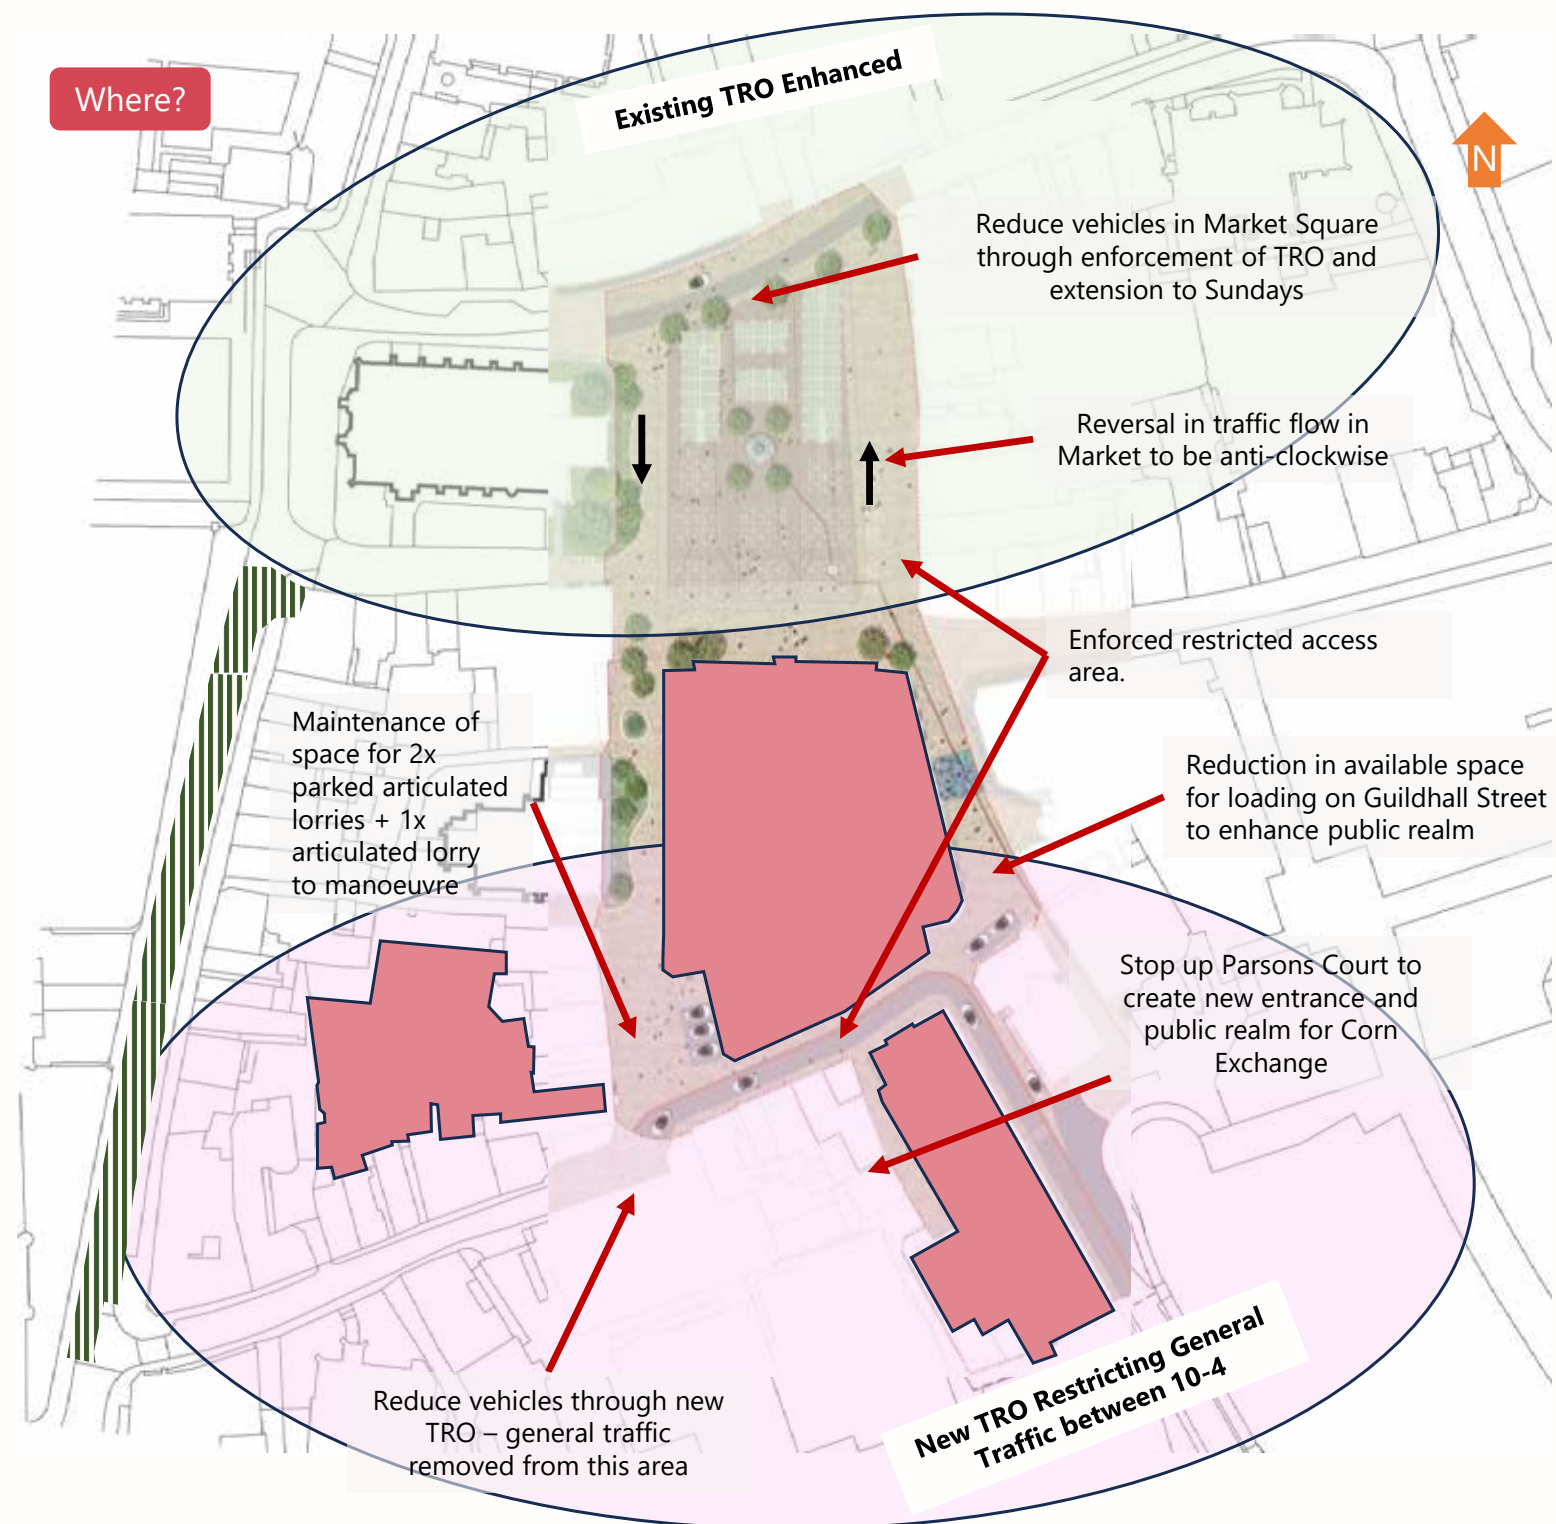 Where?
Existing TRO Enhanced
N
Reduce vehicles in Market Square
through enforcement of TRO and
extension to Sundays
Reversal in traffic flow in
Market to be anti-clockwise
Enforced restricted access
area.
Maintenance of
space for 2x
parked articulated
lorries + 1x
articulated lorry
to manoeuvre
Reduction in available space
for loading on Guildhall Street
to enhance public realm
Stop up Parsons Court to
create new entrance and
public realm for Corn
Exchange
New TRO Restricting General
Traffic between 10-4
Reduce vehicles through new
TRO – general traffic
removed from this area